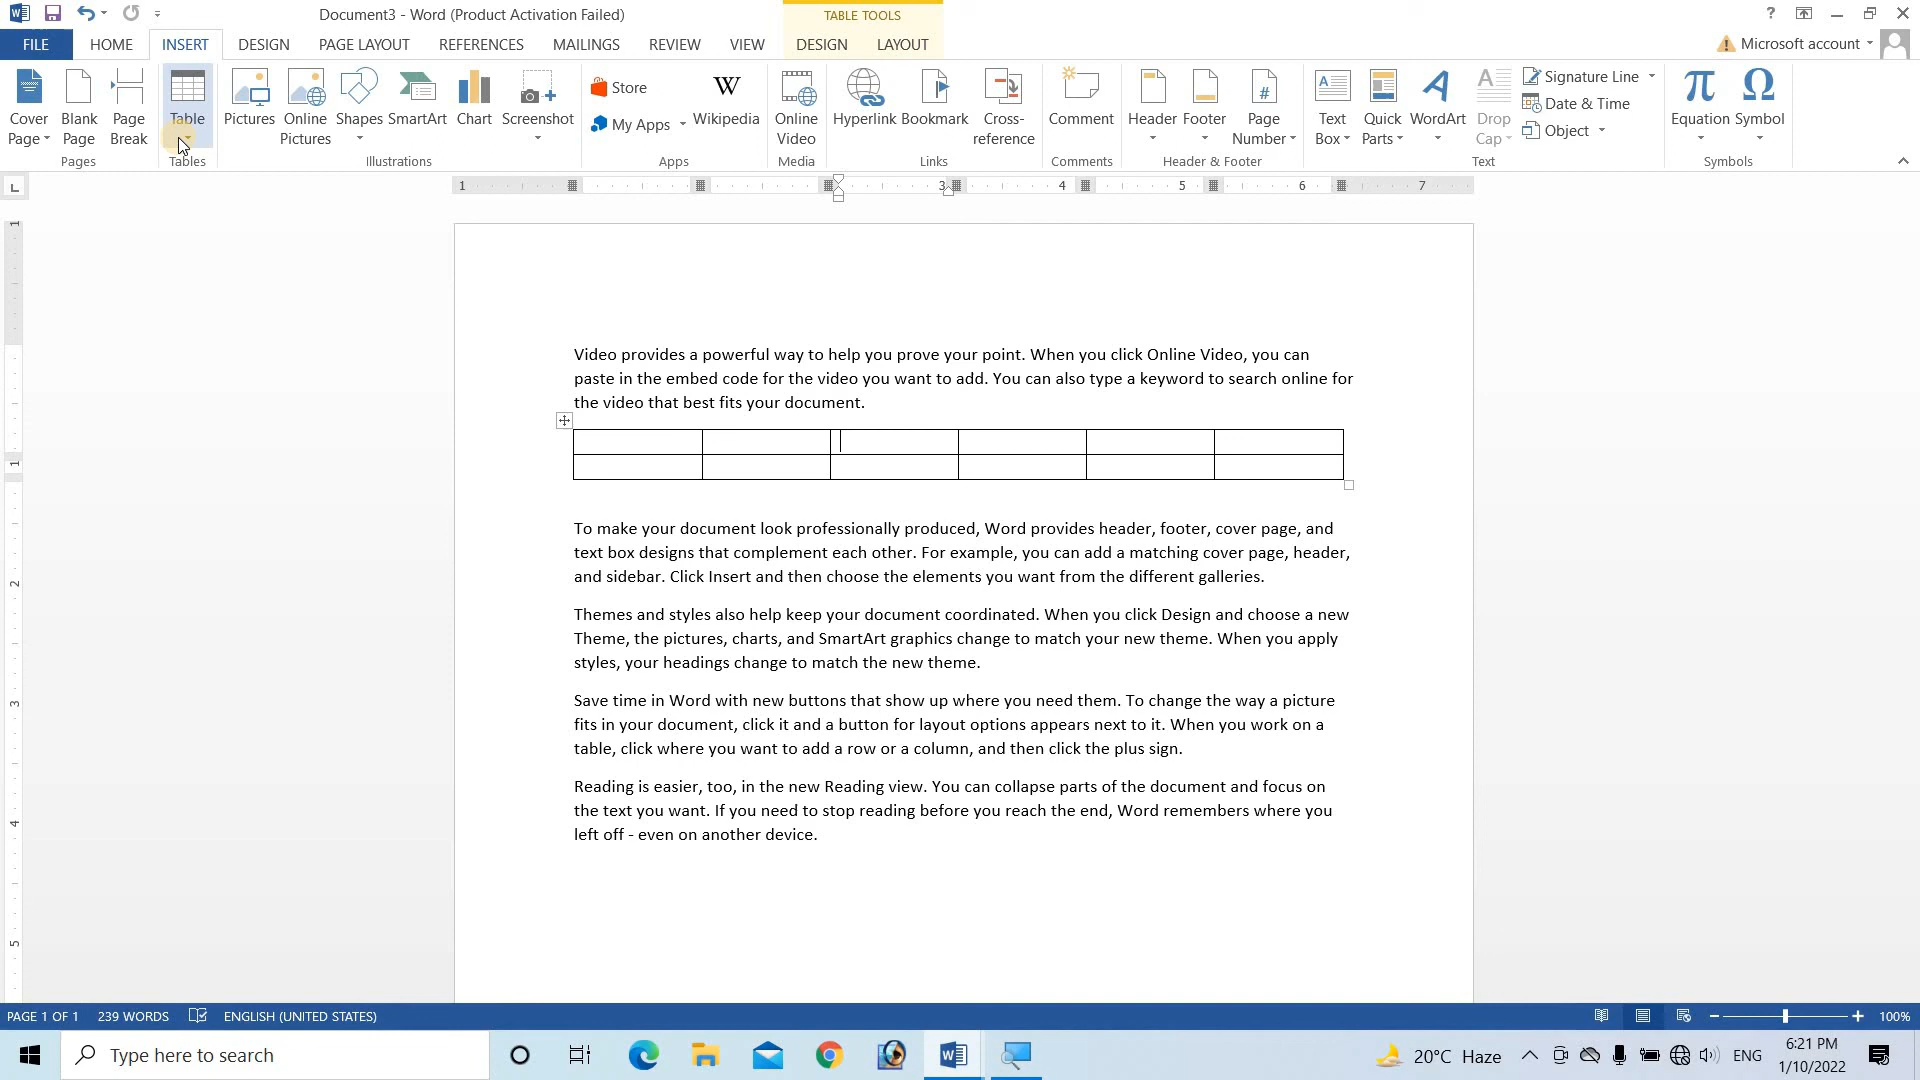 Document3 - Word (Product Activation Failed)
TABLE TOOLS
?
FILE
HOME
INSERT
DESIGN
PAGE LAYOUT
REFERENCES
MAILINGS
REVIEW
VIEW
DESIGN
LAYOUT
Microsoft account
Cover
Page
Blank
Page
Page
Break
Table
Pictures
Online
Pictures
Shapes
SmartArt
Chart
Screenshot
Store
My Apps
W
Wikipedia
Online
Video
Hyperlink
Bookmark
Cross-
reference
Comment
Header
Footer
Page
Number
Text
Box
Quick
Parts
WordArt
Drop
Cap
Signature Line
Date & Time
Object
π
Equation
Ω
Symbol
Pages
Tables
Illustrations
Apps
Media
Links
Comments
Header & Footer
Text
Symbols
1 3 4 5 6 7
Video provides a powerful way to help you prove your point. When you click Online Video, you can
paste in the embed code for the video you want to add. You can also type a keyword to search online for
the video that best fits your document.
To make your document look professionally produced, Word provides header, footer, cover page, and
text box designs that complement each other. For example, you can add a matching cover page, header,
and sidebar. Click Insert and then choose the elements you want from the different galleries.
Themes and styles also help keep your document coordinated. When you click Design and choose a new
Theme, the pictures, charts, and SmartArt graphics change to match your new theme. When you apply
styles, your headings change to match the new theme.
Save time in Word with new buttons that show up where you need them. To change the way a picture
fits in your document, click it and a button for layout options appears next to it. When you work on a
table, click where you want to add a row or a column, and then click the plus sign.
Reading is easier, too, in the new Reading view. You can collapse parts of the document and focus on
the text you want. If you need to stop reading before you reach the end, Word remembers where you
left off - even on another device.
1
1
2
3
4
5
PAGE 1 OF 1
239 WORDS
ENGLISH (UNITED STATES)
100%
Type here to search
20°C Haze
ENG
6:21 PM
1/10/2022